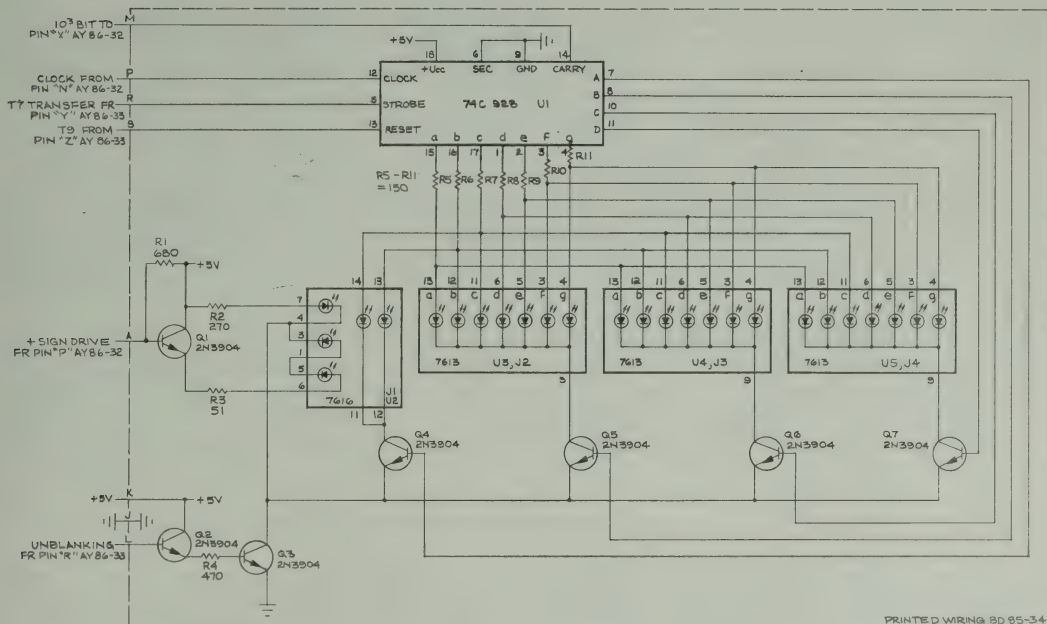 M
10³ BIT TO
PIN "X" AY 86-32
+5V
18 6 9 14
+Vcc SEC GND CARRY
P
CLOCK FROM
PIN "N" AY 86-32
12 CLOCK
R
T7 TRANSFER FR
PIN "Y" AY 86-33
5 STROBE
74C 928 U1
S
T9 FROM
PIN "Z" AY 86-33
13 RESET
A 7
B 8
C 10
D 11
a b c d e f g
15 16 17 1 2 3 4
R5 - R11
= 150
R5 R6 R7 R8 R9 R10 R11
R1
680
+5V
R2
270
A
+ SIGN DRIVE
FR PIN "P" AY 86-32
Q1
2N3904
R3
51
14 13
7
4
3
1
5
6
7616
J1
U2
11 12
13 12 11 6 5 3 4
a b c d e f g
7613 U3, J2
13 12 11 6 5 3 4
a b c d e f g
7613 U4, J3
9
13 12 11 6 5 3 4
a b c d e f g
7613 U5, J4
9
Q4
2N3904
Q5
2N3904
Q6
2N3904
Q7
2N3904
+5V K +5V
J
L
UNBLANKING
FR PIN "R" AY 86-33
Q2
2N3904
R4
470
Q3
2N3904
PRINTED WIRING BD 85-34